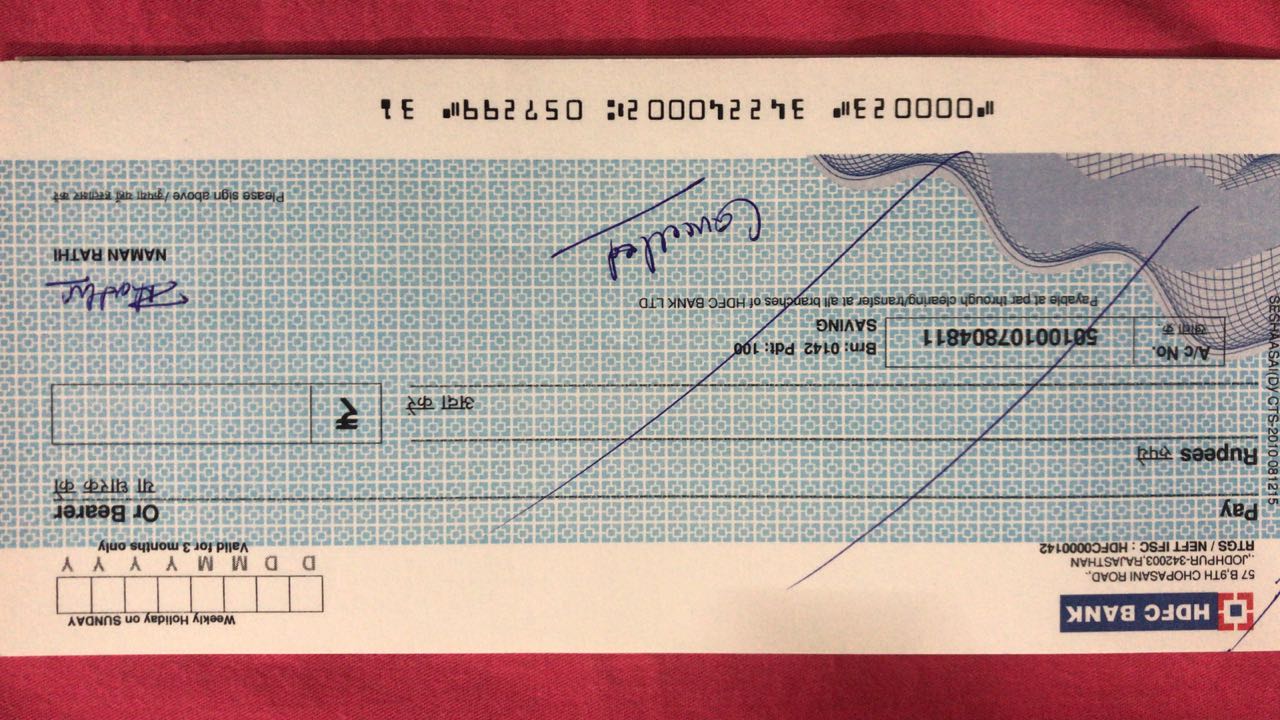 HDFC BANK
57 B,9TH CHOPASANI ROAD,,
.,JODHPUR-342003,RAJASTHAN
RTGS / NEFT IFSC : HDFC0000142
Weekly Holiday on SUNDAY
D D M M Y Y Y Y
Valid for 3 months only
Pay
Or Bearer
या धारक को
Rupees रुपये
अदा करें
₹
A/c No.
खाता क्र.
50100107804811
Brn: 0142 Pdt: 100
SAVING
Payable at par through clearing/transfer at all branches of HDFC BANK LTD
Cancelled
NAMAN RATHI
Please sign above / कृपया यहाँ हस्ताक्षर करें
SESHAASAI(DY/CTS-2010 081215
⑈000023⑈ 342240002⑆ 057299⑈ 31